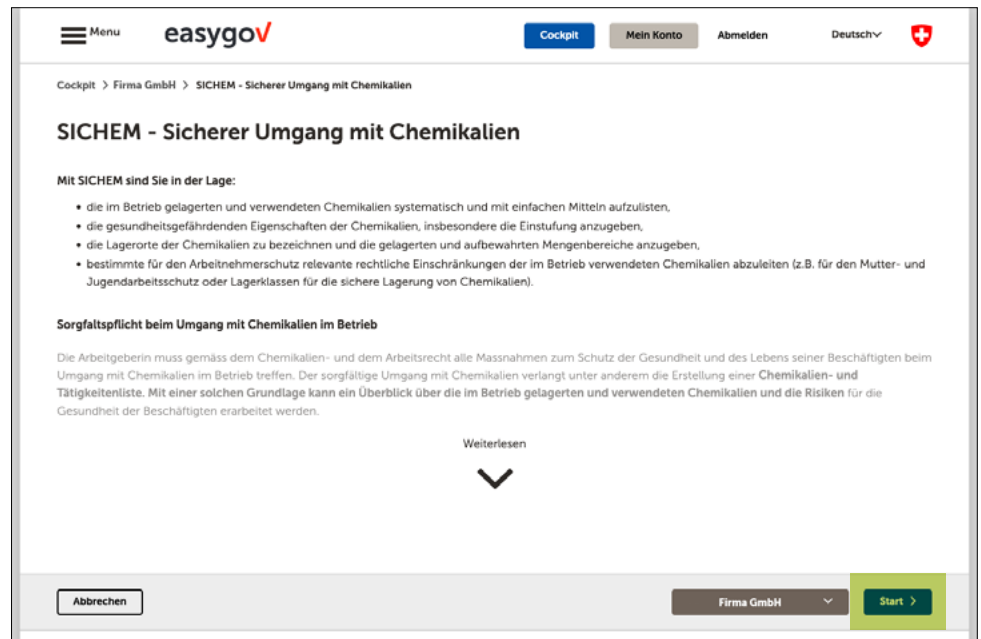 Menu easygov Cockpit Mein Konto Abmelden Deutsch
Cockpit > Firma GmbH > SICHEM - Sicherer Umgang mit Chemikalien
SICHEM - Sicherer Umgang mit Chemikalien
Mit SICHEM sind Sie in der Lage:
• die im Betrieb gelagerten und verwendeten Chemikalien systematisch und mit einfachen Mitteln aufzulisten,
• die gesundheitsgefährdenden Eigenschaften der Chemikalien, insbesondere die Einstufung anzugeben,
• die Lagerorte der Chemikalien zu bezeichnen und die gelagerten und aufbewahrten Mengenbereiche anzugeben,
• bestimmte für den Arbeitnehmerschutz relevante rechtliche Einschränkungen der im Betrieb verwendeten Chemikalien abzuleiten (z.B. für den Mutter- und
Jugendarbeitsschutz oder Lagerklassen für die sichere Lagerung von Chemikalien).
Sorgfaltspflicht beim Umgang mit Chemikalien im Betrieb
Die Arbeitgeberin muss gemäss dem Chemikalien- und dem Arbeitsrecht alle Massnahmen zum Schutz der Gesundheit und des Lebens seiner Beschäftigten beim
Umgang mit Chemikalien im Betrieb treffen. Der sorgfältige Umgang mit Chemikalien verlangt unter anderem die Erstellung einer Chemikalien- und
Tätigkeitenliste. Mit einer solchen Grundlage kann ein Überblick über die im Betrieb gelagerten und verwendeten Chemikalien und die Risiken für die
Gesundheit der Beschäftigten erarbeitet werden.
Weiterlesen
Abbrechen Firma GmbH Start >